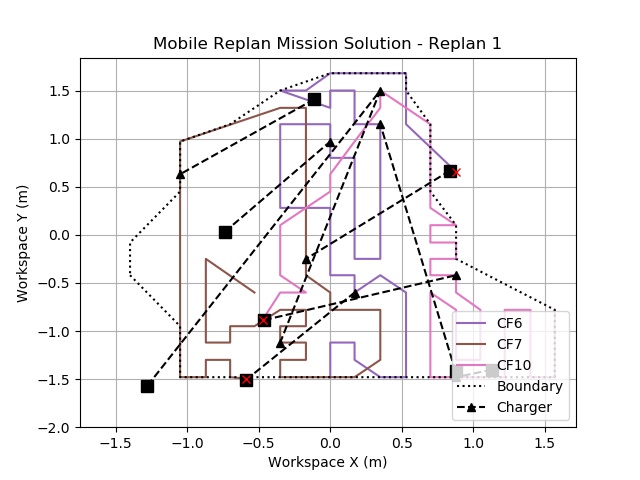 Mobile Replan Mission Solution - Replan 1
Workspace Y (m)
1.5
1.0
0.5
0.0
−0.5
−1.0
−1.5
−2.0
−1.5
−1.0
−0.5
0.0
0.5
1.0
1.5
Workspace X (m)
CF6
CF7
CF10
Boundary
Charger